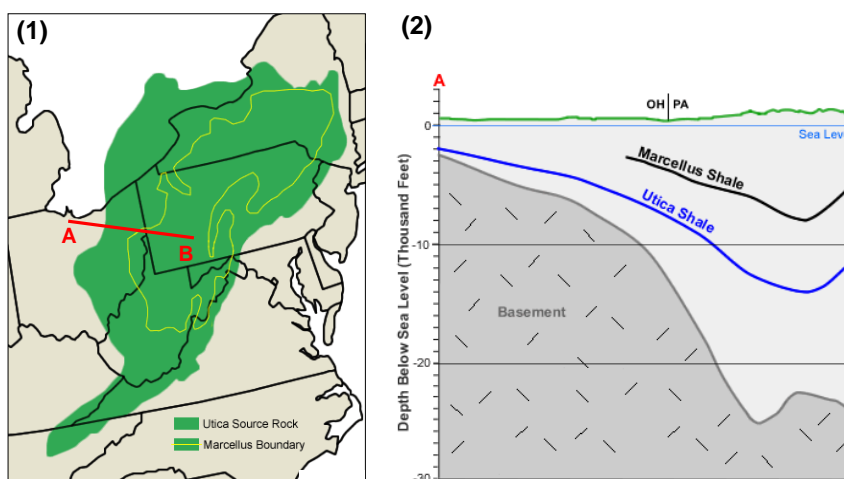 (1)
A
B
Utica Source Rock
Marcellus Boundary
(2)
A
OH PA
0
Sea Leve
Marcellus Shale
Utica Shale
-10
Basement
-20
-30
Depth Below Sea Level (Thousand Feet)